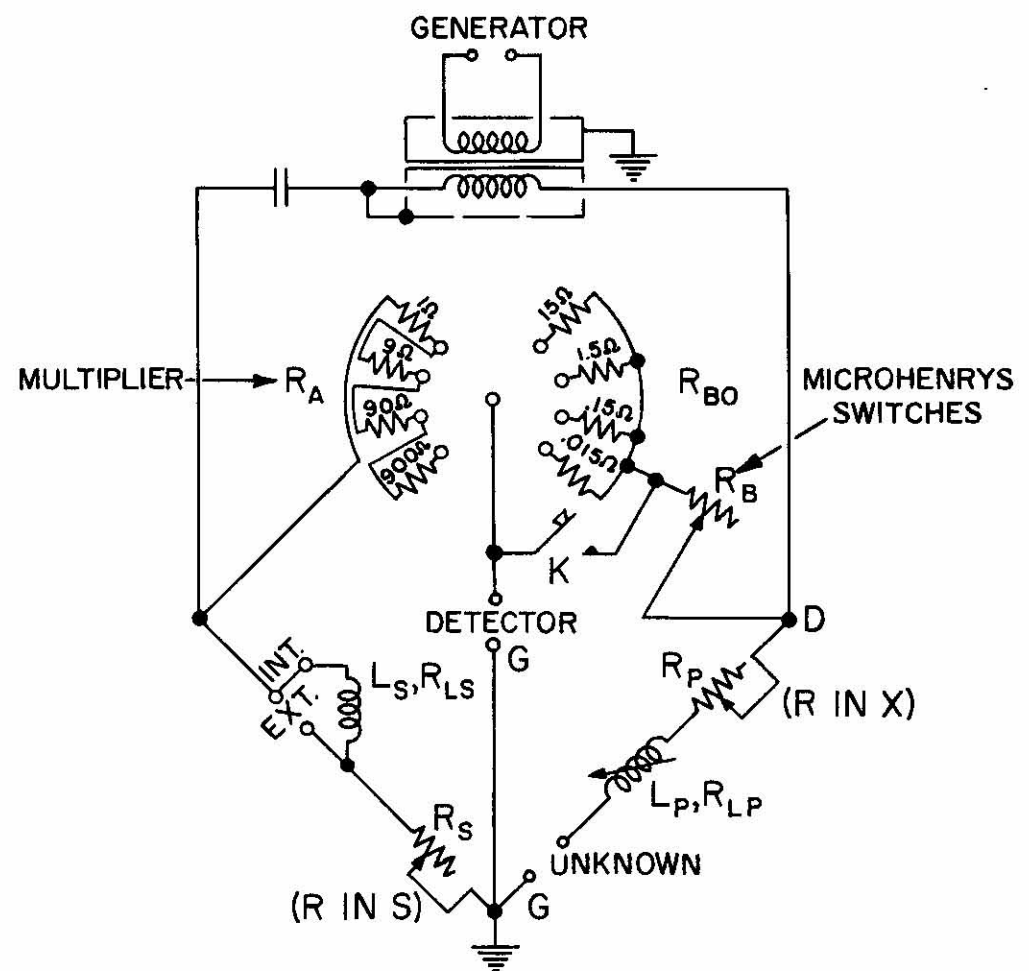 GENERATOR
1Ω
9Ω
90Ω
900Ω
15Ω
1.5Ω
.15Ω
.015Ω
MULTIPLIER
R_A
R_BO
MICROHENRYS
SWITCHES
R_B
K
DETECTOR
G
D
INT.
EXT.
L_S, R_LS
R_P
(R IN X)
L_P, R_LP
R_S
UNKNOWN
(R IN S)
G